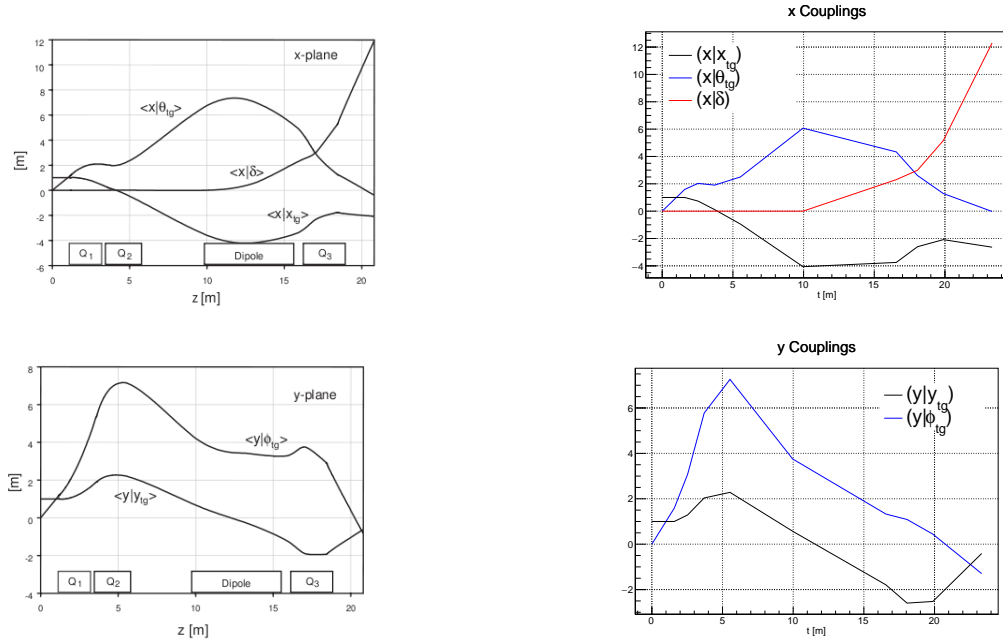 x Couplings
12
10
8
6
4
2
0
-2
-4
-6
[m]
x-plane
<x|θtg>
<x|δ>
<x|xtg>
Q1
Q2
Dipole
Q3
0
5
10
15
20
z [m]
12
10
8
6
4
2
0
−2
−4
(x|xtg)
(x|θtg)
(x|δ)
0
5
10
15
20
t [m]
y Couplings
8
6
4
2
0
-2
-4
[m]
y-plane
<y|ϕtg>
<y|ytg>
Q1
Q2
Dipole
Q3
0
5
10
15
20
z [m]
6
4
2
0
−2
(y|ytg)
(y|ϕtg)
0
5
10
15
20
t [m]